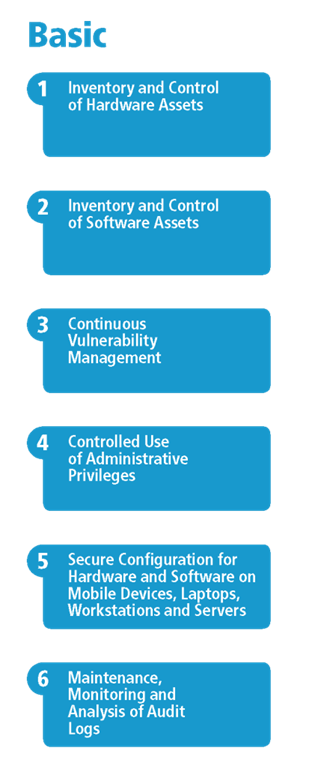 Basic
1
Inventory and Control
of Hardware Assets
2
Inventory and Control
of Software Assets
3
Continuous
Vulnerability
Management
4
Controlled Use
of Administrative
Privileges
5
Secure Configuration for
Hardware and Software on
Mobile Devices, Laptops,
Workstations and Servers
6
Maintenance,
Monitoring and
Analysis of Audit
Logs